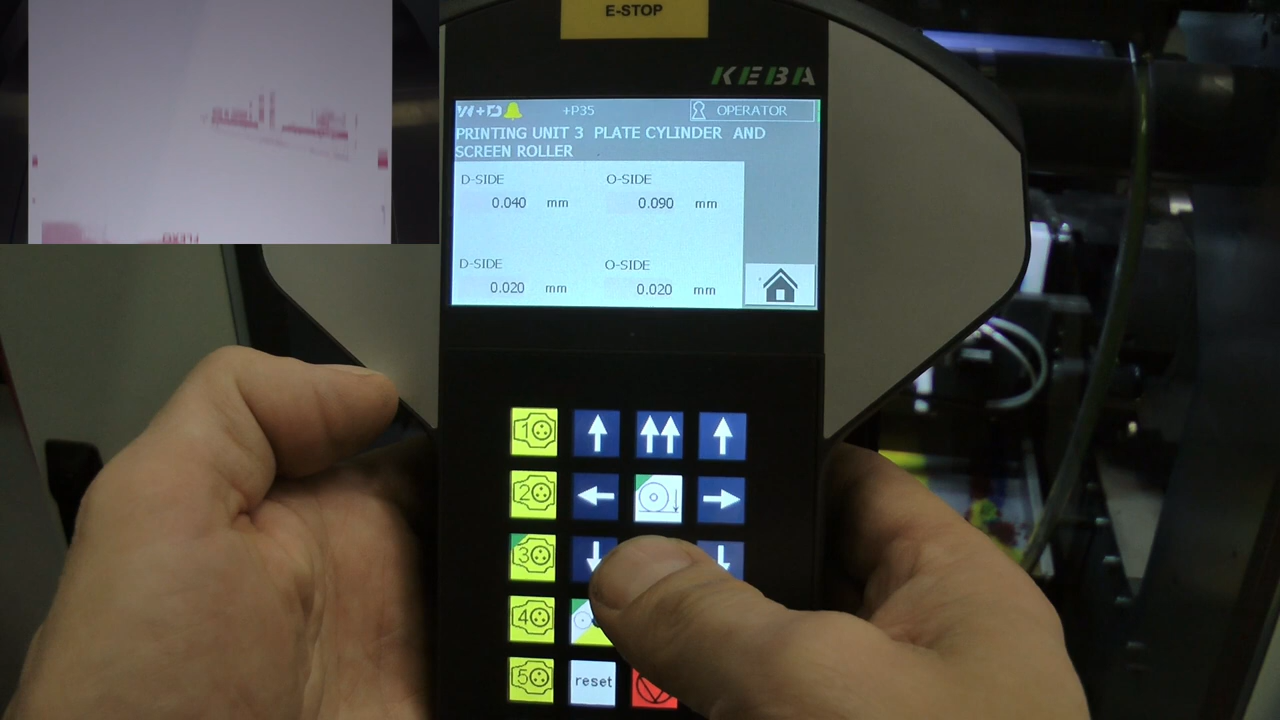 E-STOP
KEBA
W+D +P35 OPERATOR
PRINTING UNIT 3 PLATE CYLINDER AND
SCREEN ROLLER
D-SIDE O-SIDE
0.040 mm 0.090 mm
D-SIDE O-SIDE
0.020 mm 0.020 mm
1
2
3
4
5 reset